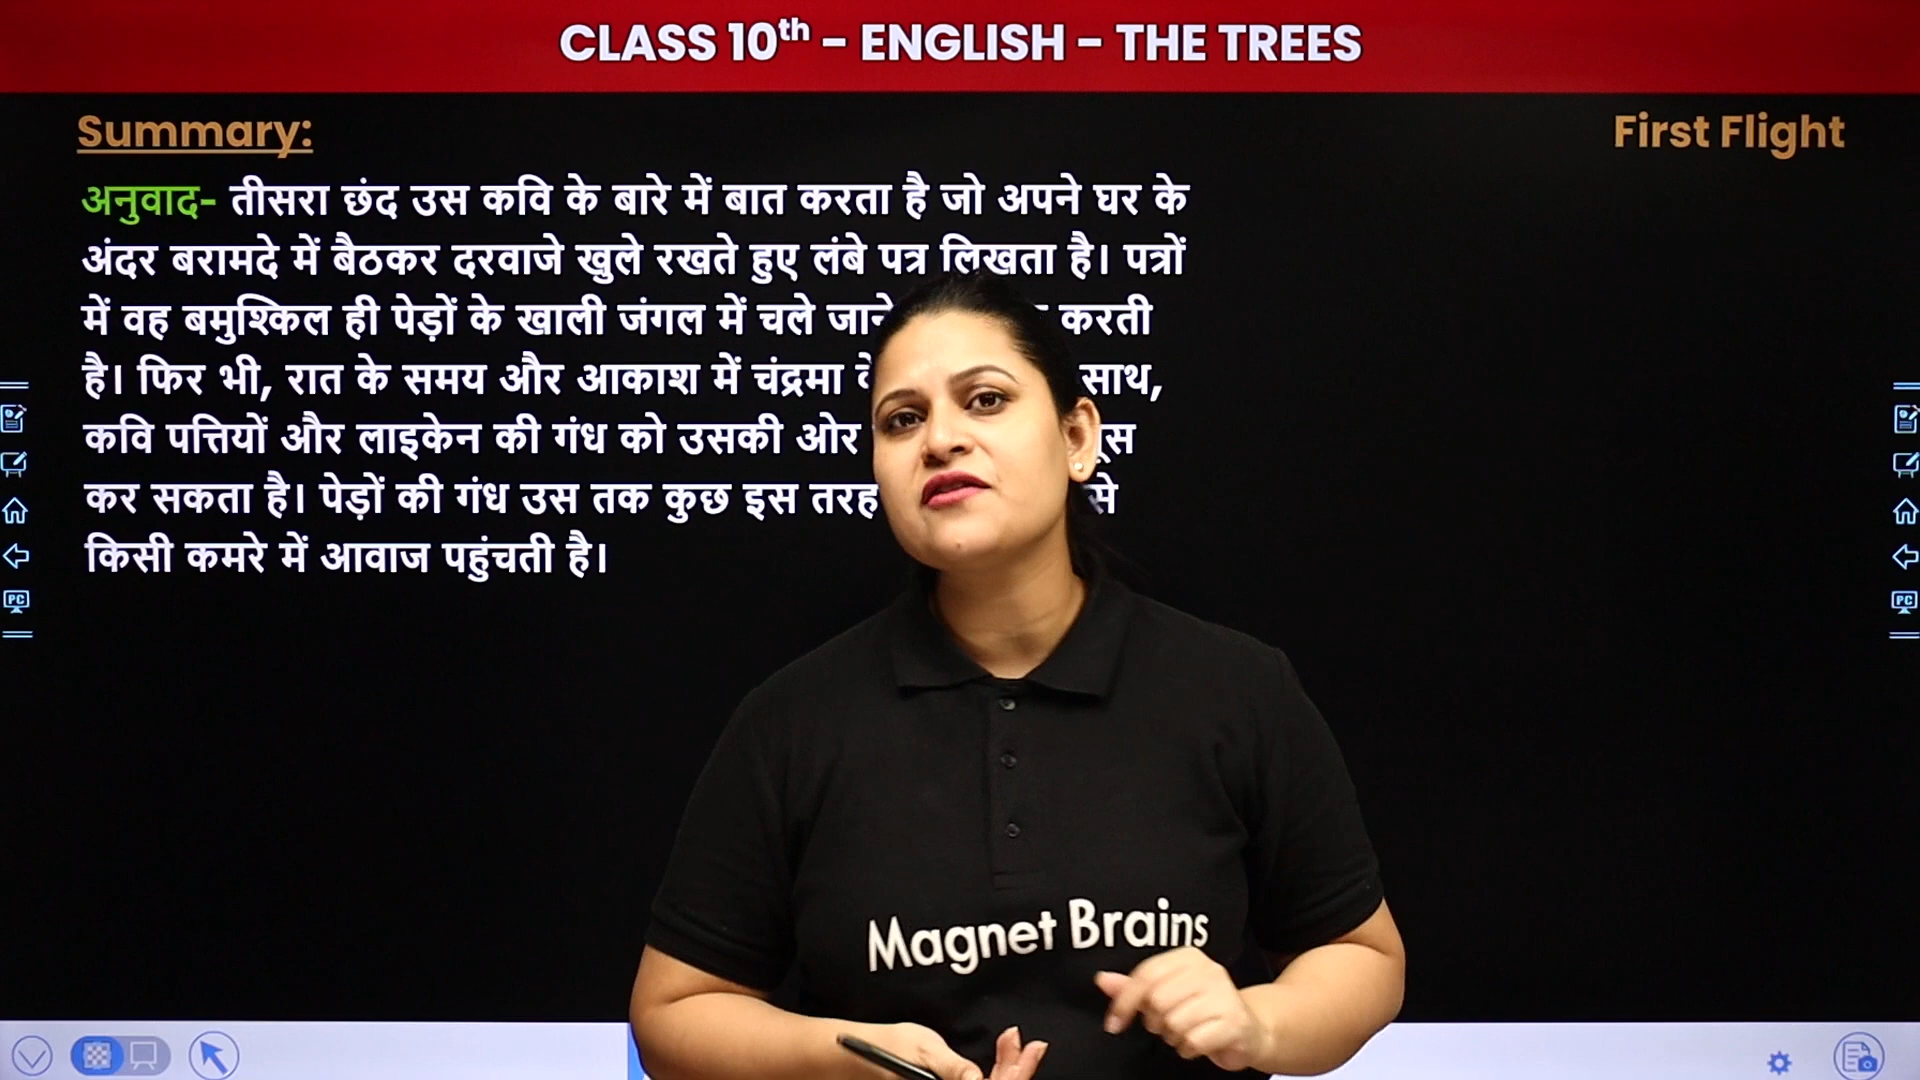 CLASS 10th - ENGLISH - THE TREES
Summary:
First Flight
अनुवाद- तीसरा छंद उस कवि के बारे में बात करता है जो अपने घर के
अंदर बरामदे में बैठकर दरवाजे खुले रखते हुए लंबे पत्र लिखता है। पत्रों
में वह बमुश्किल ही पेड़ों के खाली जंगल में चले जाने करती
है। फिर भी, रात के समय और आकाश में चंद्रमा साथ,
कवि पत्तियों और लाइकेन की गंध को उसकी ओर
कर सकता है। पेड़ों की गंध उस तक कुछ इस तरह से
किसी कमरे में आवाज पहुंचती है।
Magnet Brains
PC
PC